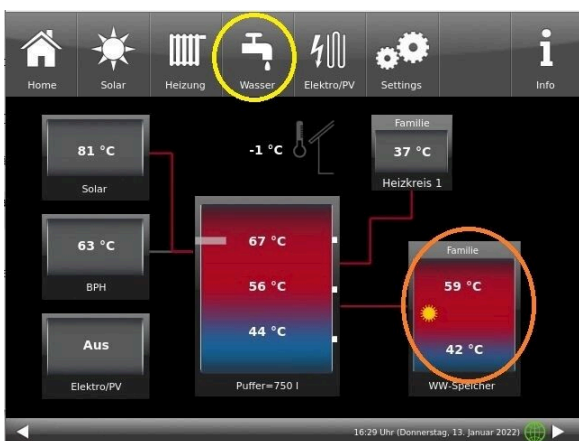 Home Solar Heizung Wasser Elektro/PV Settings Info
81 °C
Solar
-1 °C
Familie
37 °C
Heizkreis 1
63 °C
BPH
67 °C
56 °C
44 °C
Puffer=750 l
Familie
59 °C
42 °C
WW-Speicher
Aus
Elektro/PV
16:29 Uhr (Donnerstag, 13. Januar 2022)